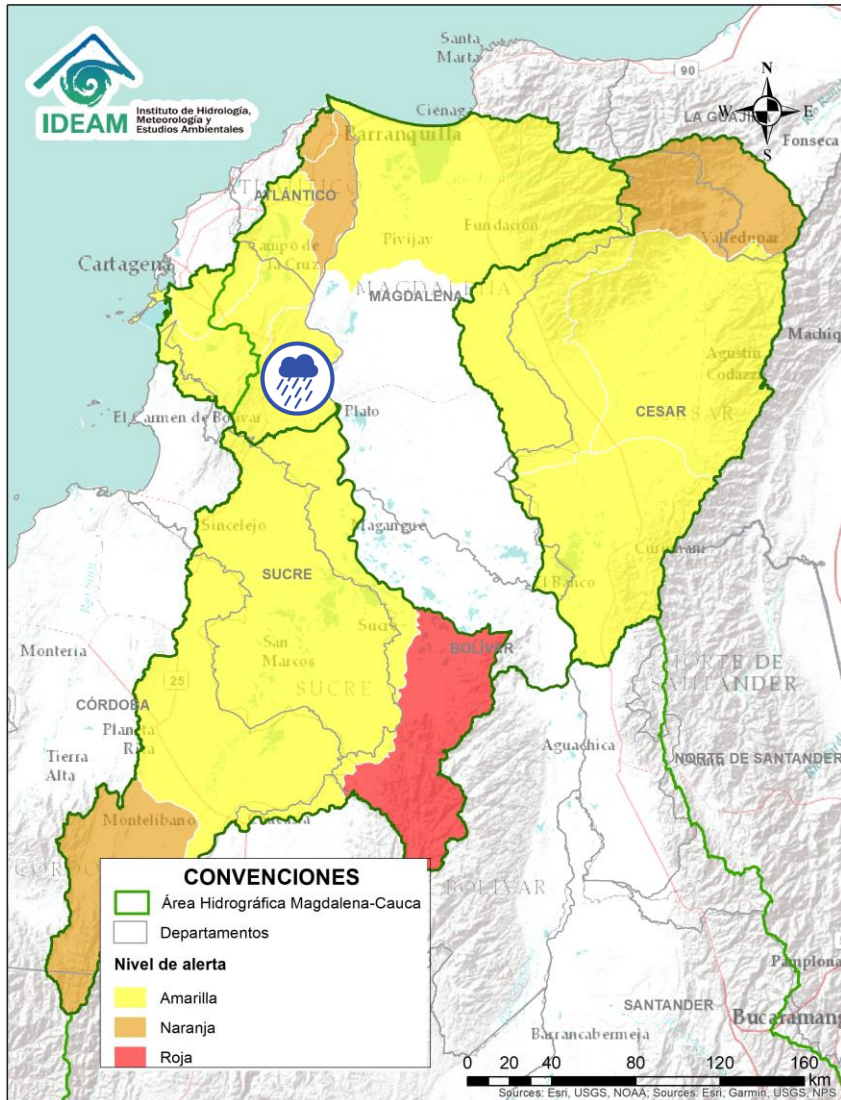 IDEAM
Instituto de Hidrología,
Meteorología y
Estudios Ambientales
Santa
Marta
90
N
W
E
S
LA GUAJIRA
Fonseca
Ciénaga
Barranquilla
ATLÁNTICO
Fundación
Valledupar
Campo de
la Cruz
Pivijay
Cartagena
MAGDALENA
MAGDALENA
Agustín
Codazzi
El Carmen de Bolívar
Plato
CESAR
Sincelejo
Magangue
SUCRE
El Banco
Sucre
Montería
San
Marcos
BOLÍVAR
25
SUCRE
NORTE DE
SANTANDER
CÓRDOBA
Planeta
Rica
Aguachica
Tierra
Alta
NORTE DE SANTANDER
Montelibano
BOLÍVAR
CONVENCIONES
Área Hidrográfica Magdalena-Cauca
Departamentos
Nivel de alerta
Amarilla
Naranja
Roja
Pamplona
SANTANDER
Bucaramang
Barrancabermeja
0 20 40 80 120 160
km
Sources: Esri, USGS, NOAA; Sources: Esri, Garmin, USGS, NPS